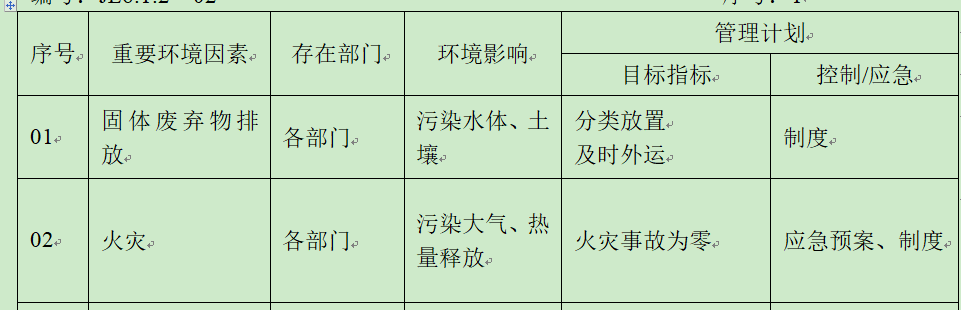 管理计划
序号 重要环境因素 存在部门 环境影响
目标指标 控制/应急
01 固体废弃物排放 各部门 污染水体、土壤 分类放置 及时外运 制度
02 火灾 各部门 污染大气、热量释放 火灾事故为零 应急预案、制度